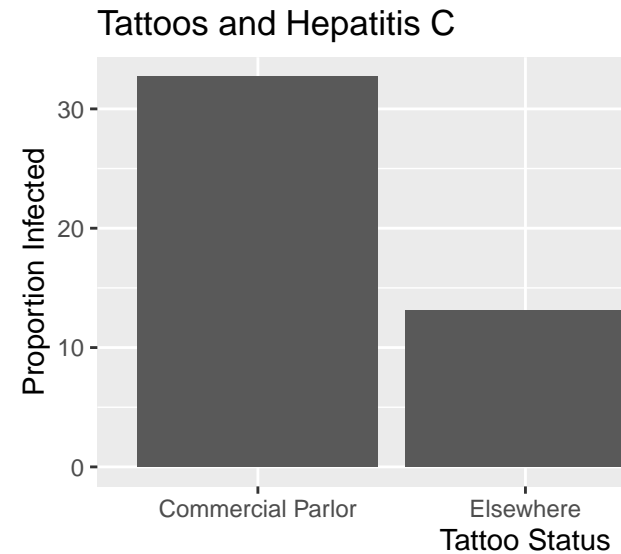 Tattoos and Hepatitis C
Proportion Infected
30
20
10
0
Commercial Parlor
Elsewhere
Tattoo Status